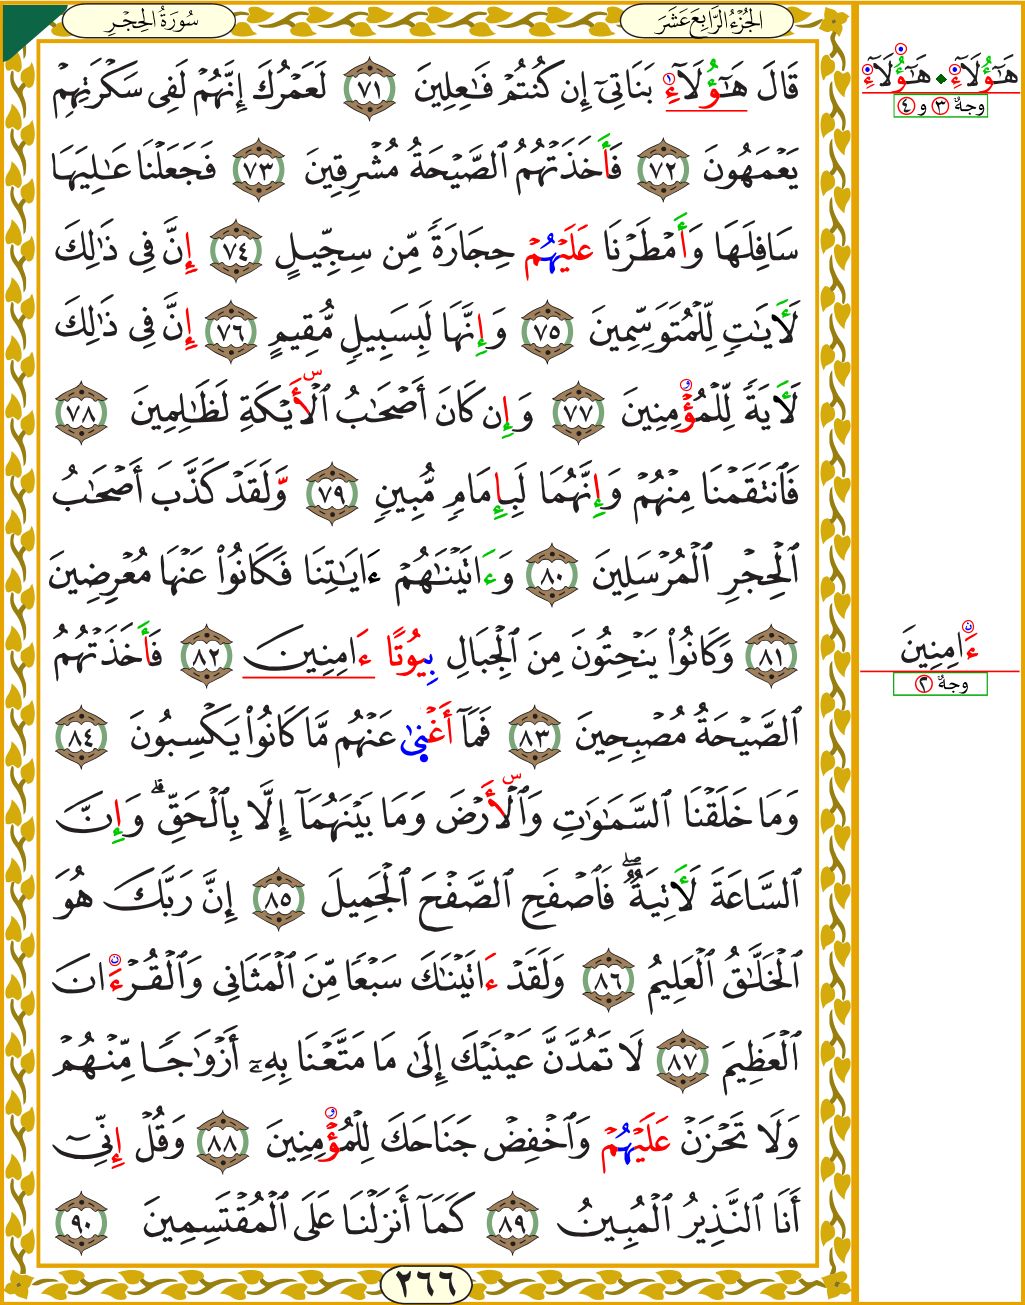 الجُزْءُ الرَّابِعَ عَشَرَ
سُورَةُ الحِجْرِ
قَالَ هَٰٓؤُلَآءِ بَنَاتِيٓ إِن كُنتُمْ فَٰعِلِينَ ٧١ لَعَمْرُكَ إِنَّهُمْ لَفِي سَكْرَتِهِمْ
يَعْمَهُونَ ٧٢ فَأَخَذَتْهُمُ ٱلصَّيْحَةُ مُشْرِقِينَ ٧٣ فَجَعَلْنَا عَٰلِيَهَا
سَافِلَهَا وَأَمْطَرْنَا عَلَيْهُمْ حِجَارَةً مِّن سِجِّيلٍ ٧٤ إِنَّ فِي ذَٰلِكَ
لَأٓيَٰتٍ لِّلْمُتَوَسِّمِينَ ٧٥ وَإِنَّهَا لَبِسَبِيلٍ مُّقِيمٍ ٧٦ إِنَّ فِي ذَٰلِكَ
لَأٓيَةً لِّلْمُؤْمِنِينَ ٧٧ وَإِن كَانَ أَصْحَٰبُ ٱلْأَيْكَةِ لَظَٰلِمِينَ ٧٨
فَٱنتَقَمْنَا مِنْهُمْ وَإِنَّهُمَا لَبِإِمَامٍ مُّبِينٍ ٧٩ وَلَقَدْ كَذَّبَ أَصْحَٰبُ
ٱلْحِجْرِ ٱلْمُرْسَلِينَ ٨٠ وَءَاتَيْنَٰهُمْ ءَايَٰتِنَا فَكَانُوا۟ عَنْهَا مُعْرِضِينَ
٨١ وَكَانُوا۟ يَنْحِتُونَ مِنَ ٱلْجِبَالِ بِيُوتًا ءَامِنِينَ ٨٢ فَأَخَذَتْهُمُ
ٱلصَّيْحَةُ مُصْبِحِينَ ٨٣ فَمَآ أَغْنَىٰ عَنْهُم مَّا كَانُوا۟ يَكْسِبُونَ ٨٤
وَمَا خَلَقْنَا ٱلسَّمَٰوَٰتِ وَٱلْأَرْضَ وَمَا بَيْنَهُمَآ إِلَّا بِٱلْحَقِّ ۗ وَإِنَّ
ٱلسَّاعَةَ لَأٓتِيَةٌ ۖ فَٱصْفَحِ ٱلصَّفْحَ ٱلْجَمِيلَ ٨٥ إِنَّ رَبَّكَ هُوَ
ٱلْخَلَّٰقُ ٱلْعَلِيمُ ٨٦ وَلَقَدْ ءَاتَيْنَٰكَ سَبْعًا مِّنَ ٱلْمَثَانِي وَٱلْقُرْءَانَ
ٱلْعَظِيمَ ٨٧ لَا تَمُدَّنَّ عَيْنَيْكَ إِلَىٰ مَا مَتَّعْنَا بِهِۦٓ أَزْوَٰجًا مِّنْهُمْ
وَلَا تَحْزَنْ عَلَيْهُمْ وَٱخْفِضْ جَنَاحَكَ لِلْمُؤْمِنِينَ ٨٨ وَقُلْ إِنِّيٓ
أَنَا ٱلنَّذِيرُ ٱلْمُبِينُ ٨٩ كَمَآ أَنزَلْنَا عَلَى ٱلْمُقْتَسِمِينَ ٩٠
٢٦٦
هَٰٓؤُلَآءِ هَٰٓؤُلَآءِ
وجهٌ ٣ و ٤
ءَامِنِينَ
وجهٌ ٢